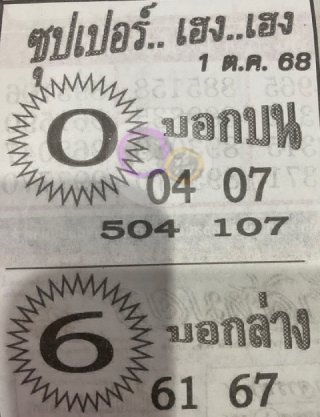 ซุปเปอร์.. เฮง..เฮง
1 ต.ค. 68
0 บอกบน
04 07
504 107
6 บอกล่าง
61 67